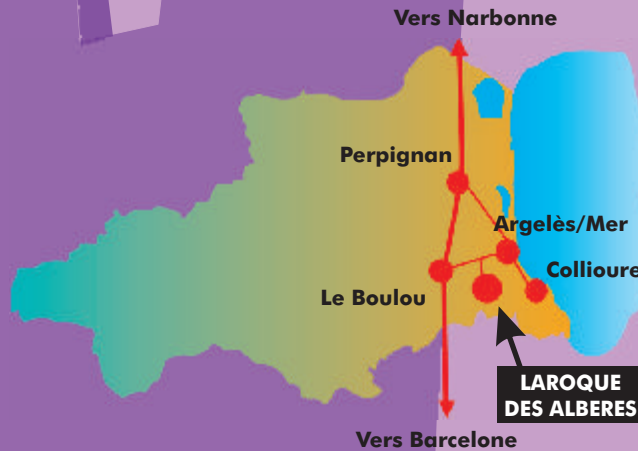 Vers Narbonne
Perpignan
Argelès/Mer
Collioure
Le Boulou
LAROQUE
DES ALBERES
Vers Barcelone